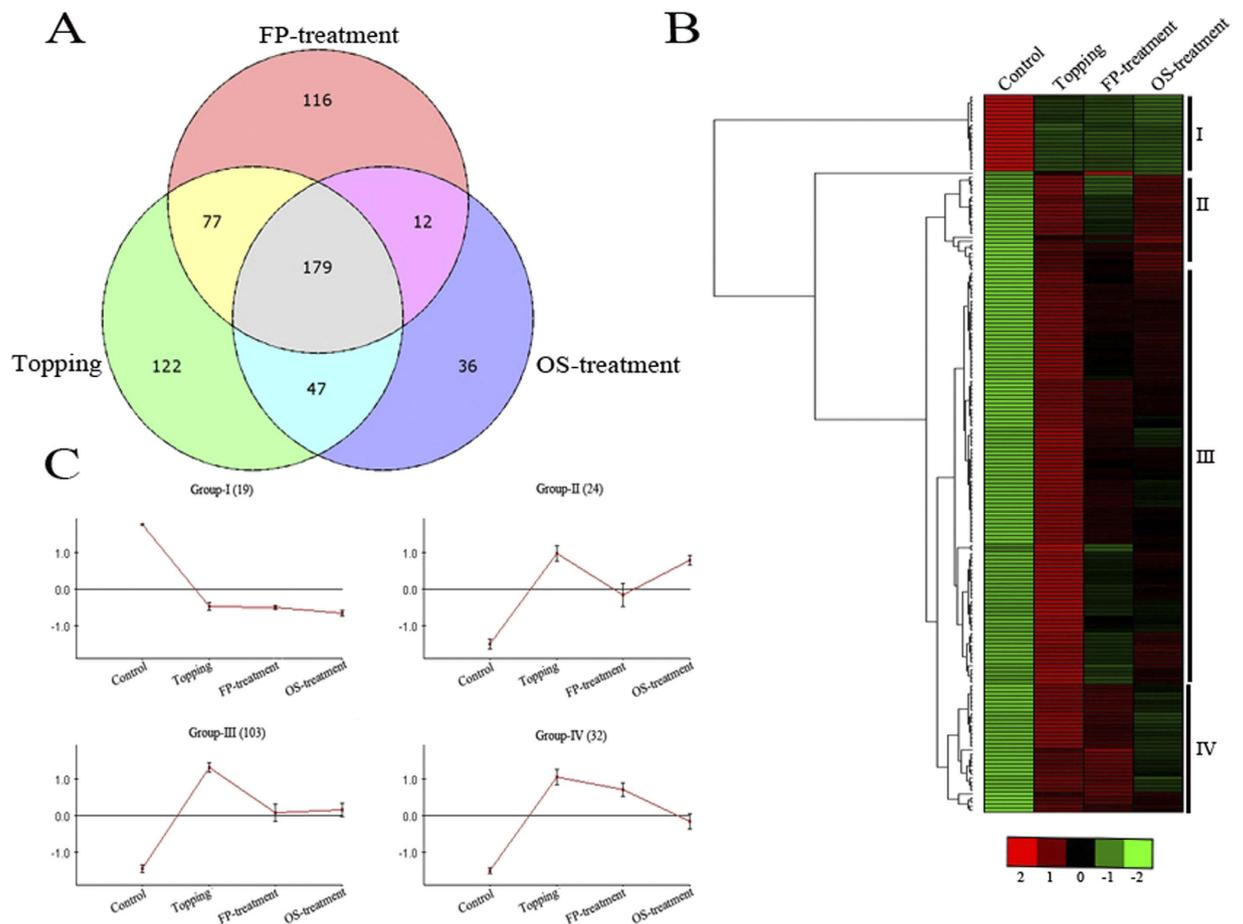 A
FP-treatment
116
77
12
179
Topping
122
47
36
OS-treatment
B
Control
Topping
FP-treatment
OS-treatment
I
II
III
IV
2 1 0 -1 -2
C
Group-I (19)
1.0
0.0
-1.0
Control
Topping
FP-treatment
OS-treatment
Group-II (24)
1.0
0.0
-1.0
Control
Topping
FP-treatment
OS-treatment
Group-III (103)
1.0
0.0
-1.0
Control
Topping
FP-treatment
OS-treatment
Group-IV (32)
1.0
0.0
-1.0
Control
Topping
FP-treatment
OS-treatment